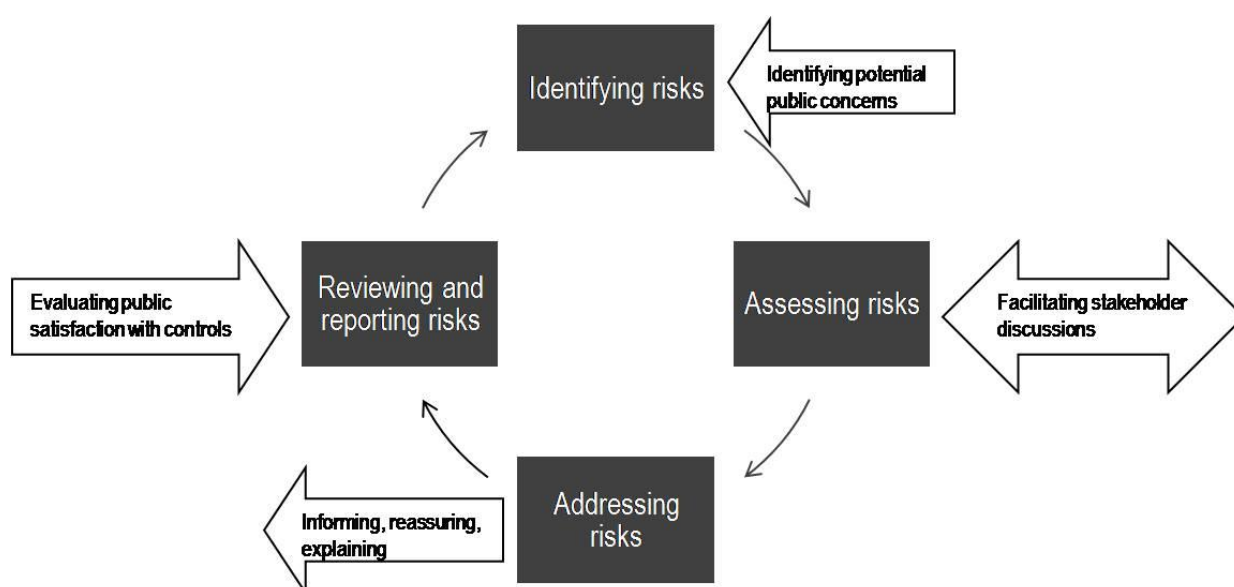 Identifying risks
Identifying potential
public concerns
Evaluating public
satisfaction with controls
Reviewing and
reporting risks
Assessing risks
Facilitating stakeholder
discussions
Informing, reassuring,
explaining
Addressing
risks